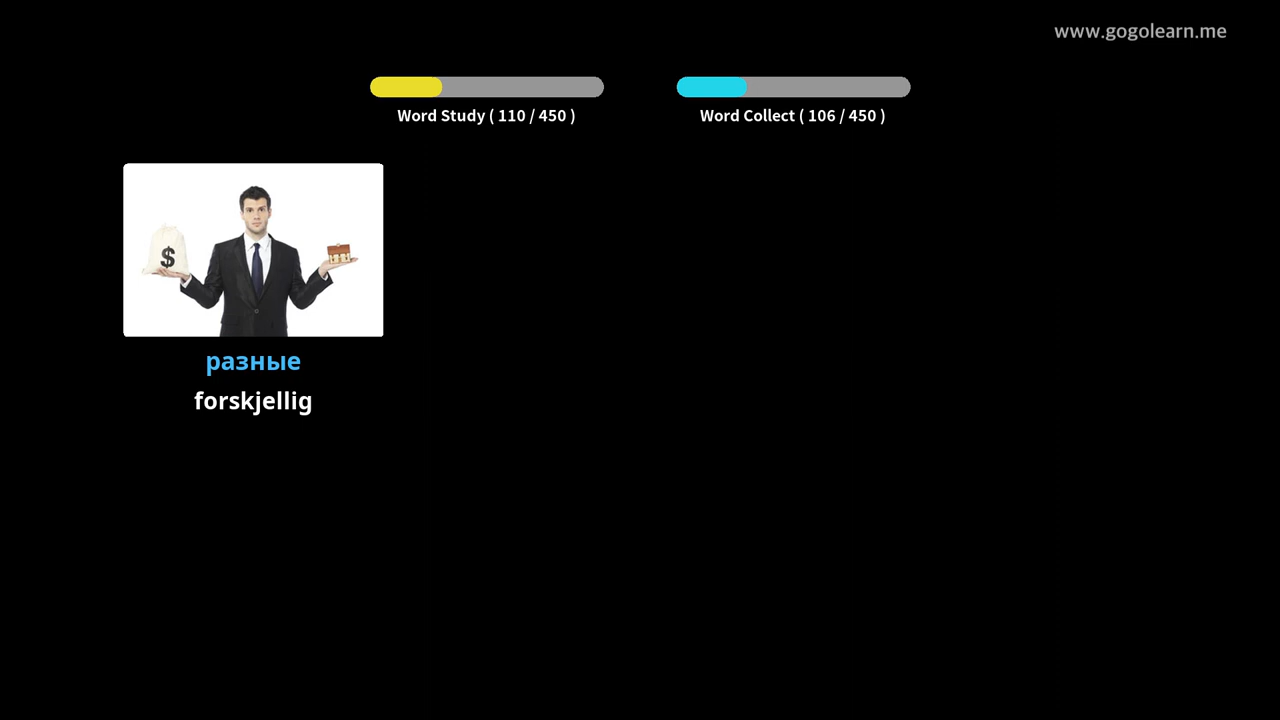 www.gogolearn.me
Word Study ( 110 / 450 )
Word Collect ( 106 / 450 )
$
разные
forskjellig